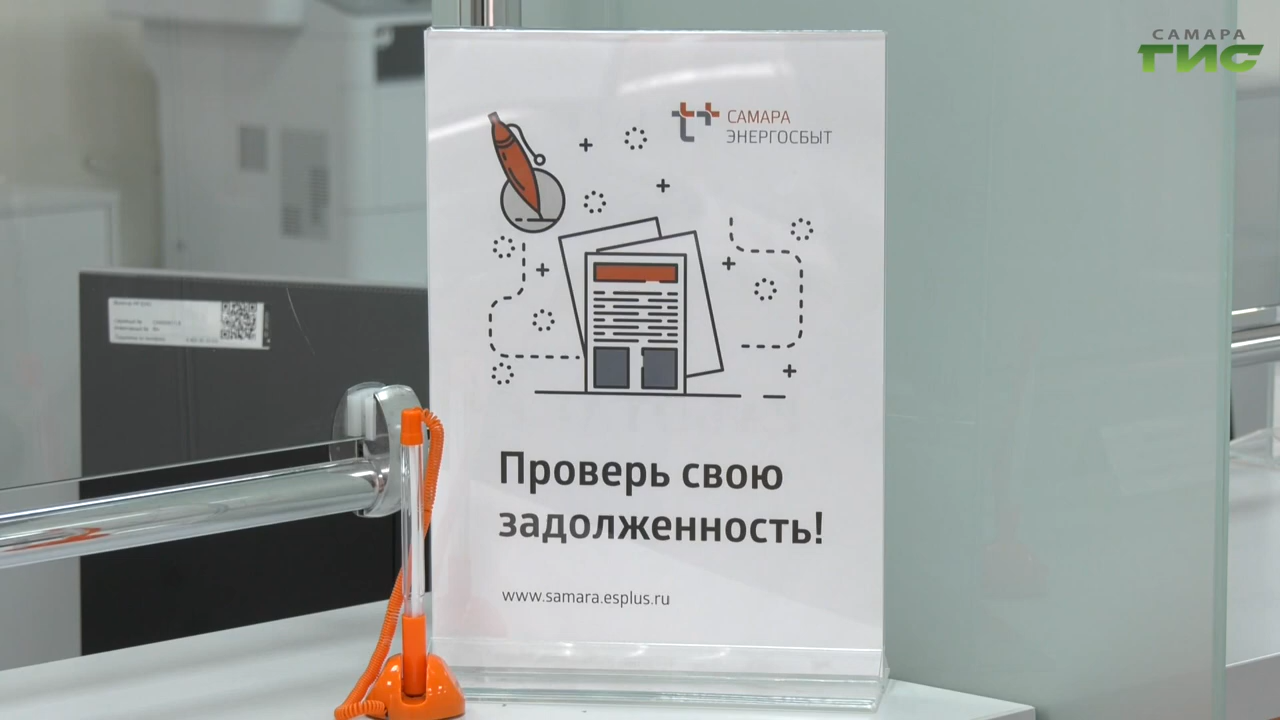 САМАРА
ГИС
САМАРА
ЭНЕРГОСБЫТ
Проверь свою
задолженность!
www.samara.esplus.ru